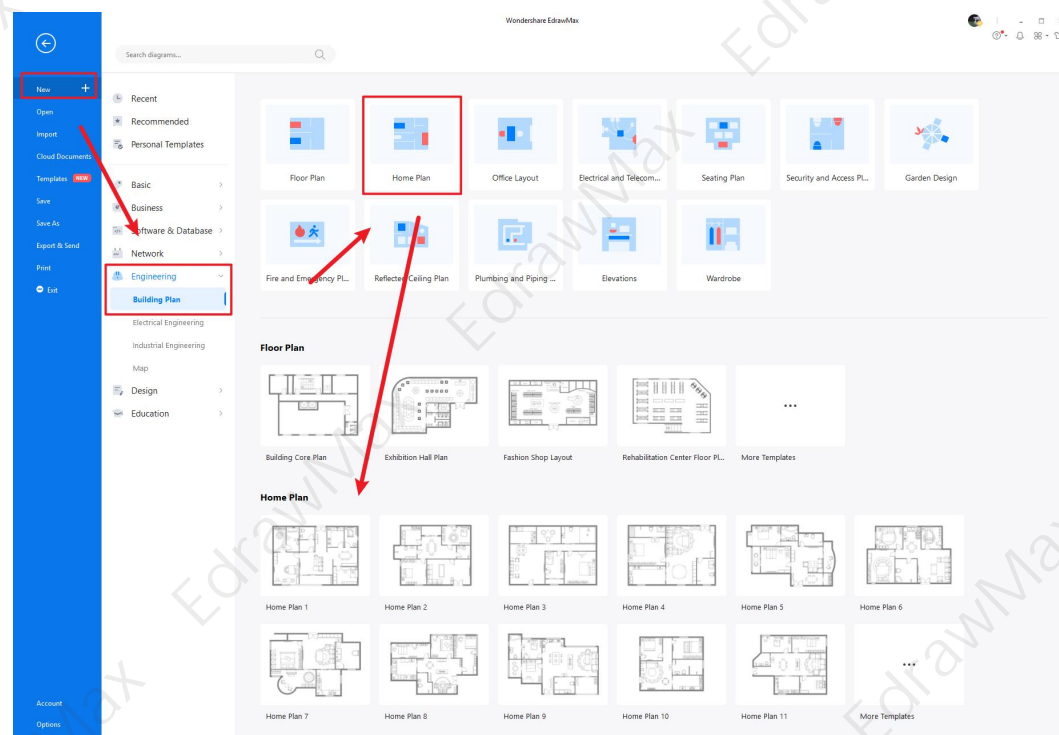 Wondershare EdrawMax
Search diagrams...
New +
Open
Import
Cloud Documents
Templates NEW
Save
Save As
Export & Send
Print
Exit
Account
Options
Recent
Recommended
Personal Templates
Basic
Business
Software & Database
Network
Engineering
Building Plan
Electrical Engineering
Industrial Engineering
Map
Design
Education
Floor Plan Home Plan Office Layout Electrical and Telecom... Seating Plan Security and Access Pl... Garden Design
Fire and Emergency Pl... Reflected Ceiling Plan Plumbing and Piping ... Elevations Wardrobe
Floor Plan
Building Core Plan Exhibition Hall Plan Fashion Shop Layout Rehabilitation Center Floor Pl... More Templates
Home Plan
Home Plan 1 Home Plan 2 Home Plan 3 Home Plan 4 Home Plan 5 Home Plan 6
Home Plan 7 Home Plan 8 Home Plan 9 Home Plan 10 Home Plan 11 More Templates
EdrawMax
EdrawMax
EdrawMax